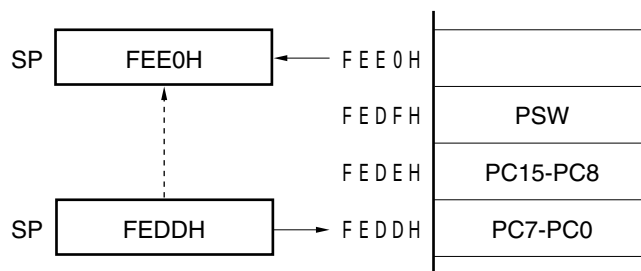 SP FEE0H FEE0H
FEDFH PSW
FEDEH PC15-PC8
SP FEDDH FEDDH PC7-PC0